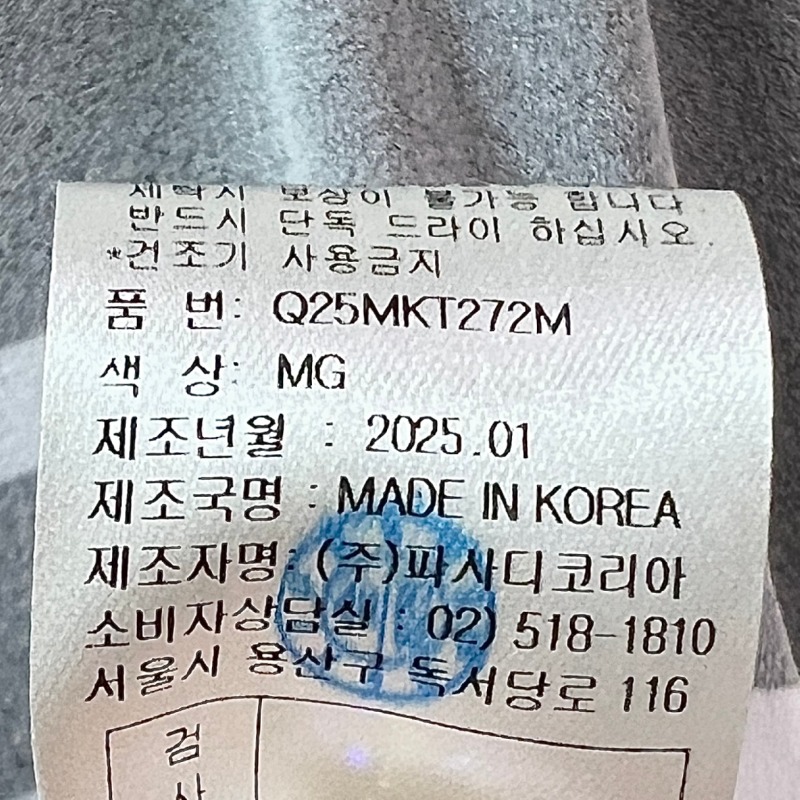 세탁시 보상이 불가능 합니다
반드시 단독 드라이 하십시오.
*건조기 사용금지
품 번: Q25MKT272M
색 상: MG
제조년월 : 2025.01
제조국명 : MADE IN KOREA
제조자명: (주)파사디코리아
소비자상담실 : 02) 518-1810
서울시 용산구 독서당로 116
검
사